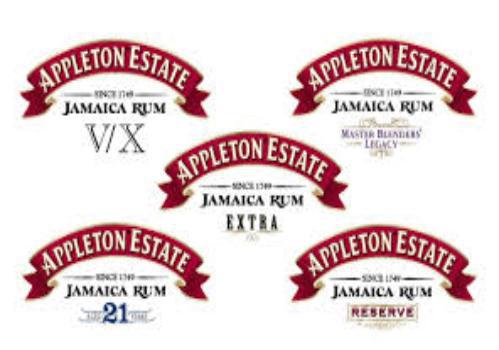 APPLETON ESTATE
SINCE 1749
JAMAICA RUM
V/X
APPLETON ESTATE
SINCE 1749
JAMAICA RUM
MASTER BLENDERS'
LEGACY
APPLETON ESTATE
SINCE 1749
JAMAICA RUM
EXTRA
APPLETON ESTATE
SINCE 1749
JAMAICA RUM
21
APPLETON ESTATE
SINCE 1749
JAMAICA RUM
RESERVE